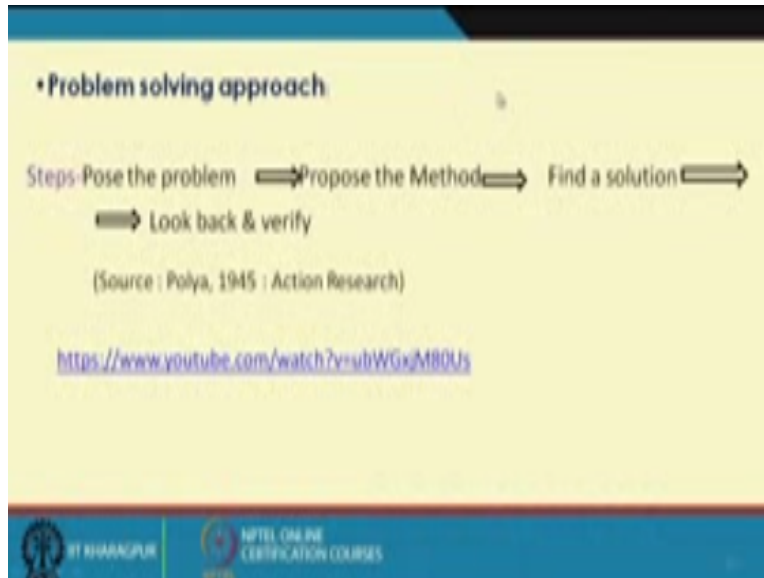 •Problem solving approach
Steps-Pose the problem ⟹Propose the Method⟹ Find a solution⟹
⟹ Look back & verify
(Source : Polya, 1945 : Action Research)
https://www.youtube.com/watch?v=ubWGxjM80Us
IIT KHARAGPUR
NPTEL ONLINE
CERTIFICATION COURSES
NPTEL